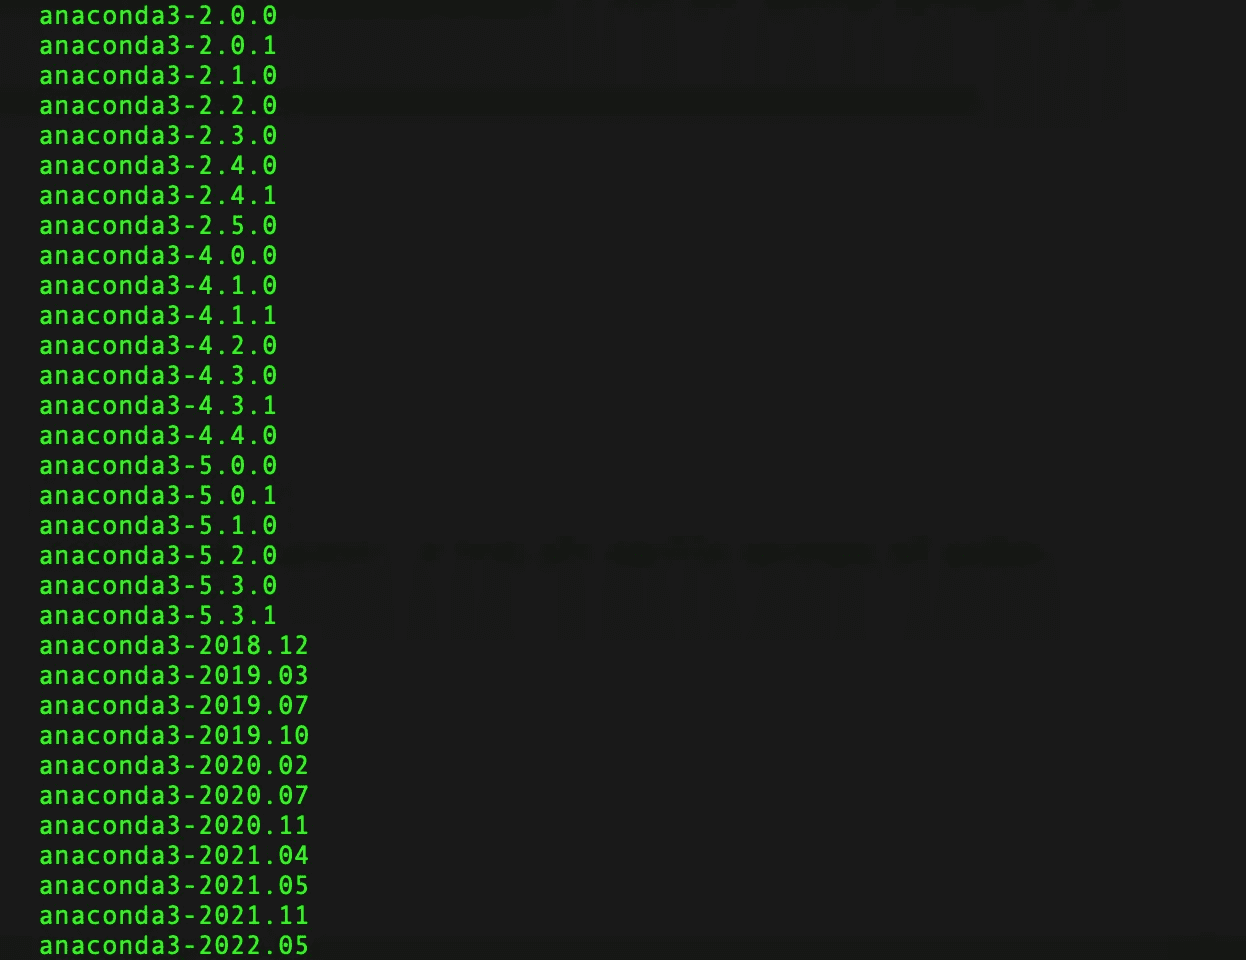 anaconda3-2.0.0
anaconda3-2.0.1
anaconda3-2.1.0
anaconda3-2.2.0
anaconda3-2.3.0
anaconda3-2.4.0
anaconda3-2.4.1
anaconda3-2.5.0
anaconda3-4.0.0
anaconda3-4.1.0
anaconda3-4.1.1
anaconda3-4.2.0
anaconda3-4.3.0
anaconda3-4.3.1
anaconda3-4.4.0
anaconda3-5.0.0
anaconda3-5.0.1
anaconda3-5.1.0
anaconda3-5.2.0
anaconda3-5.3.0
anaconda3-5.3.1
anaconda3-2018.12
anaconda3-2019.03
anaconda3-2019.07
anaconda3-2019.10
anaconda3-2020.02
anaconda3-2020.07
anaconda3-2020.11
anaconda3-2021.04
anaconda3-2021.05
anaconda3-2021.11
anaconda3-2022.05